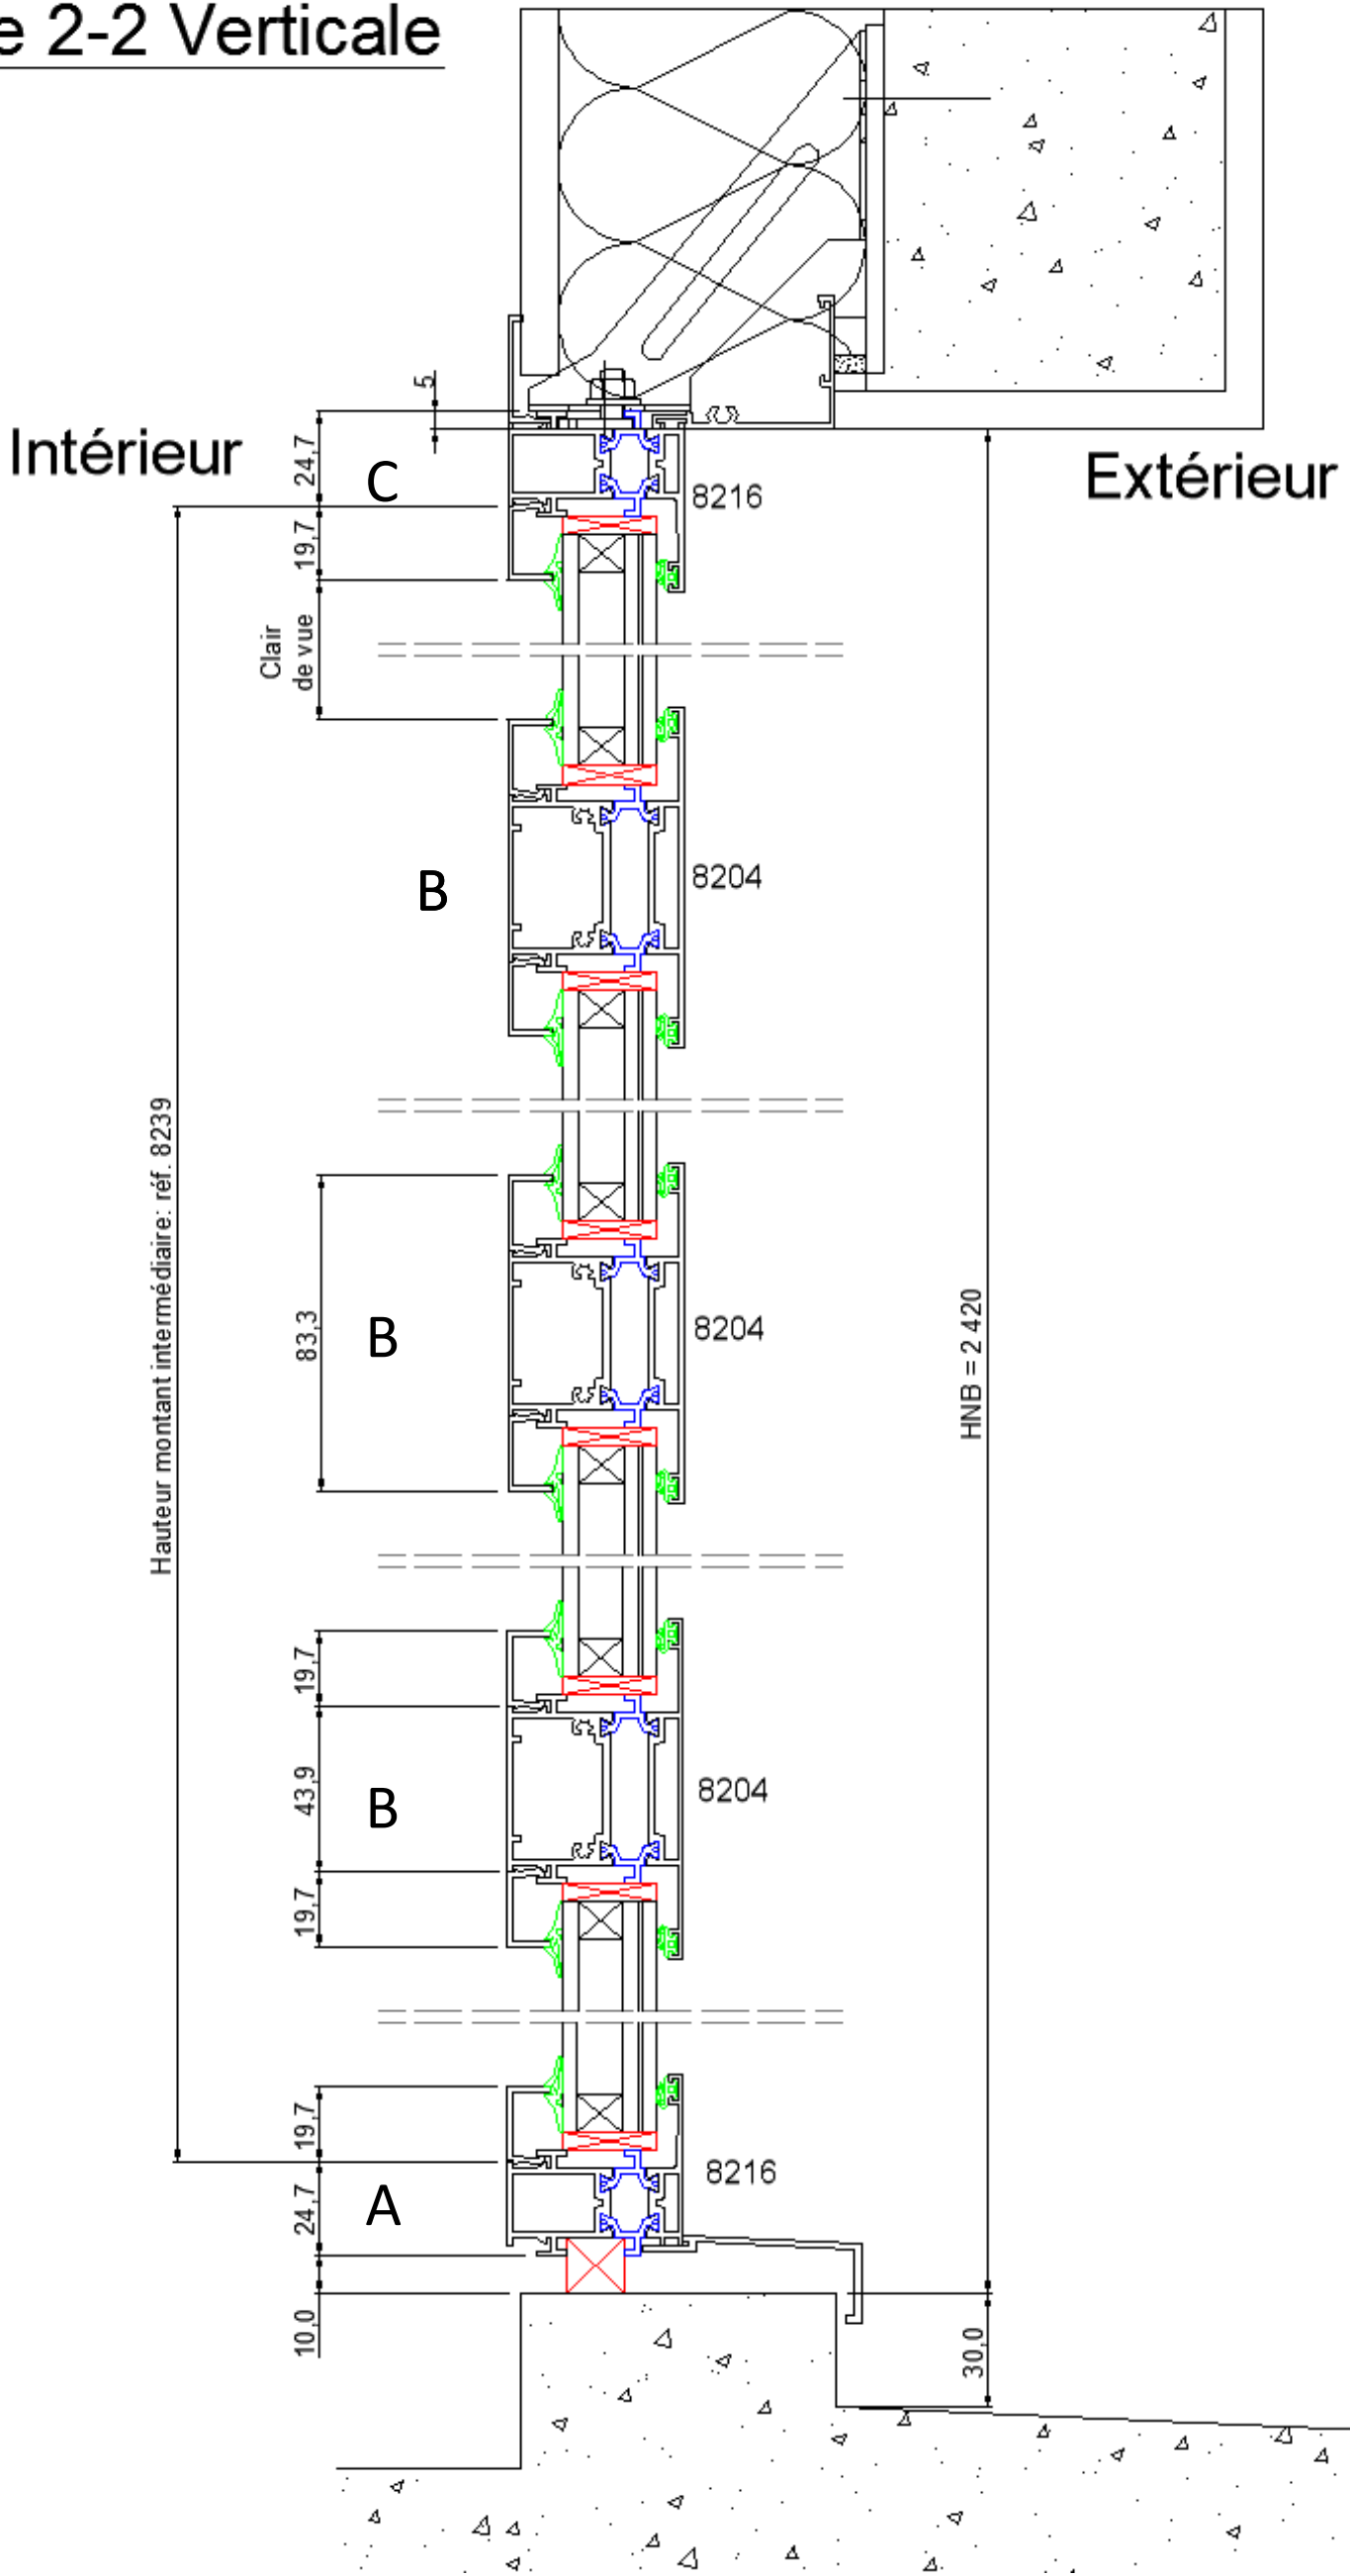 e 2-2 Verticale
5
Intérieur
24,7
C
8216
Extérieur
19,7
Clair
de vue
B
8204
Hauteur montant intermédiaire: réf. 8239
83,3
B
8204
HNB = 2 420
19,7
43,9
B
8204
19,7
19,7
8216
24,7
A
10,0
30,0